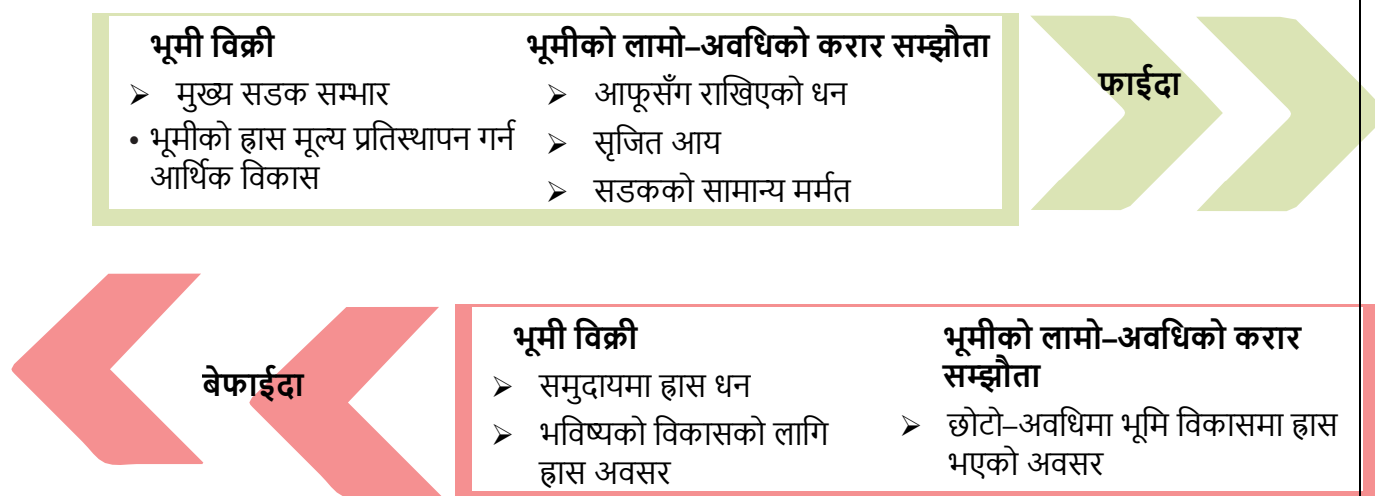 भूमी विक्री
➢ मुख्य सडक सम्भार
• भूमीको ह्रास मूल्य प्रतिस्थापन गर्न
आर्थिक विकास
भूमीको लामो–अवधिको करार सम्झौता
➢ आफूसँग राखिएको धन
➢ सृजित आय
➢ सडकको सामान्य मर्मत
फाईदा
बेफाईदा
भूमी विक्री
➢ समुदायमा ह्रास धन
➢ भविष्यको विकासको लागि
ह्रास अवसर
भूमीको लामो–अवधिको करार
सम्झौता
➢ छोटो–अवधिमा भूमि विकासमा ह्रास
भएको अवसर